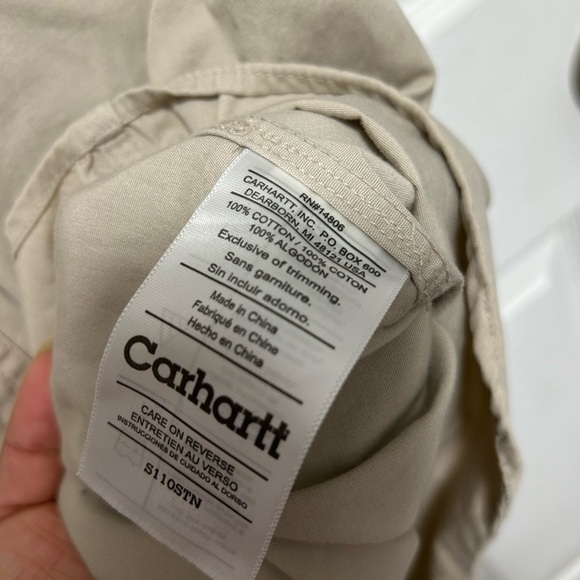 RN#14806
CARHARTT, INC. P.O. BOX 600
DEARBORN, MI 48121 USA
100% COTTON / 100% COTON
100% ALGODÓN
Exclusive of trimming.
Sans garniture.
Sin incluir adorno.
Made in China
Fabriqué en Chine
Hecho en China
Carhartt
CARE ON REVERSE
ENTRETIEN AU VERSO
INSTRUCCIONES DE CUIDADO AL DORSO
S110STN